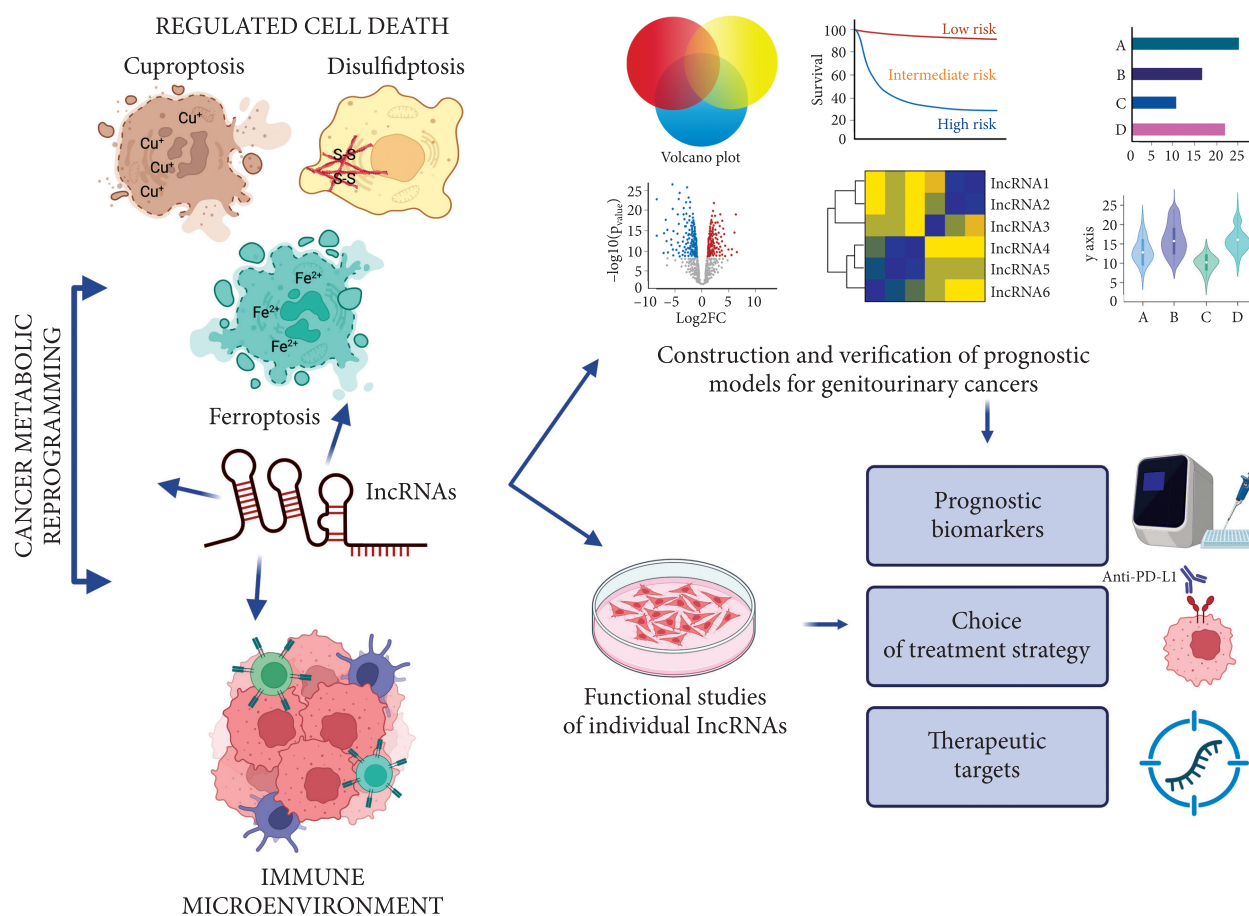 REGULATED CELL DEATH
Cuproptosis
Disulfidptosis
Cu+
Cu+
Cu+
Cu+
S-S
S-S
Fe2+
Fe2+
Fe2+
Ferroptosis
CANCER METABOLIC
REPROGRAMMING
lncRNAs
IMMUNE
MICROENVIRONMENT
Volcano plot
−log10(pvalue)
25
20
15
10
5
0
−10
−5
0
5
10
Log2FC
Survival
100
80
60
40
20
0
Low risk
Intermediate risk
High risk
lncRNA1
lncRNA2
lncRNA3
lncRNA4
lncRNA5
lncRNA6
A
B
C
D
0
5
10
15
20
25
y axis
25
20
15
10
5
0
A
B
C
D
Construction and verification of prognostic
models for genitourinary cancers
Functional studies
of individual lncRNAs
Prognostic
biomarkers
Anti-PD-L1
Choice
of treatment strategy
Therapeutic
targets